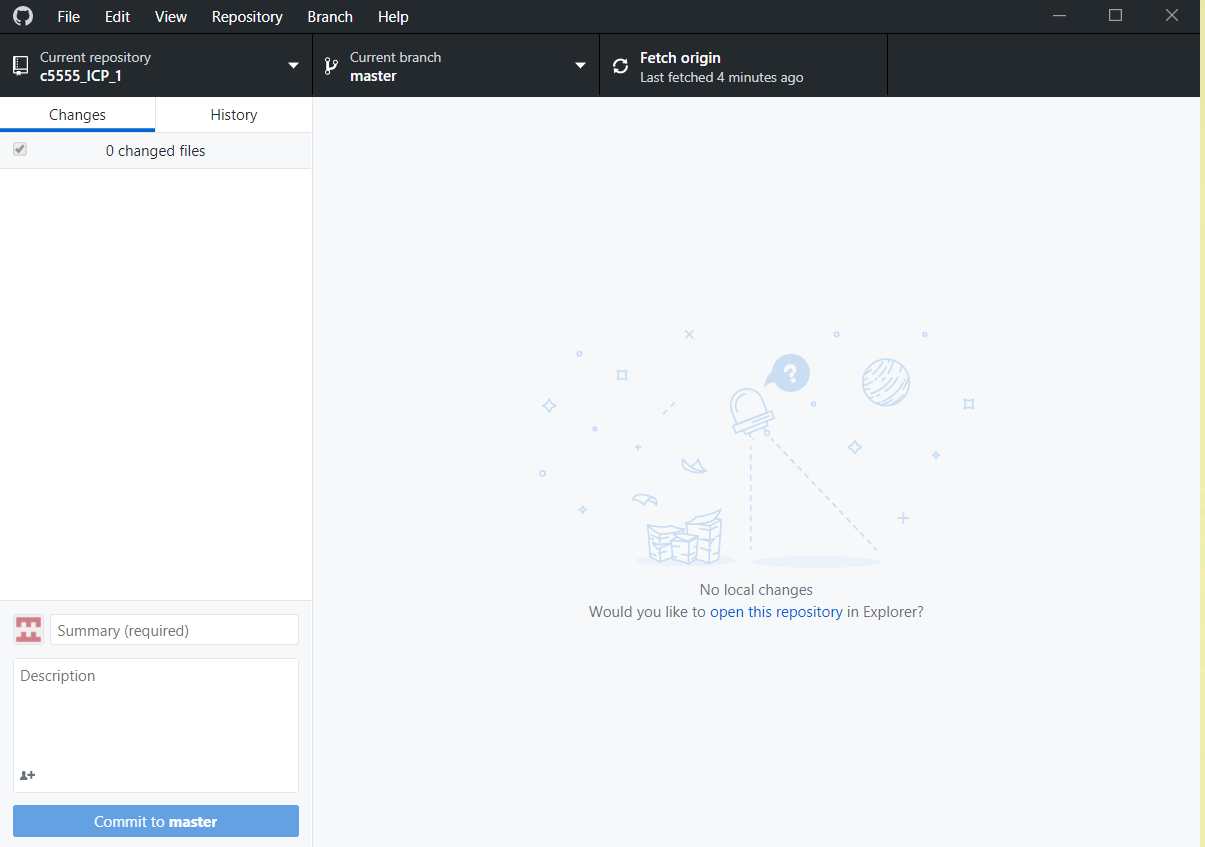 File Edit View Repository Branch Help
Current repository
c5555_ICP_1
Current branch
master
Fetch origin
Last fetched 4 minutes ago
Changes
History
0 changed files
?
No local changes
Would you like to open this repository in Explorer?
Summary (required)
Description
Commit to master